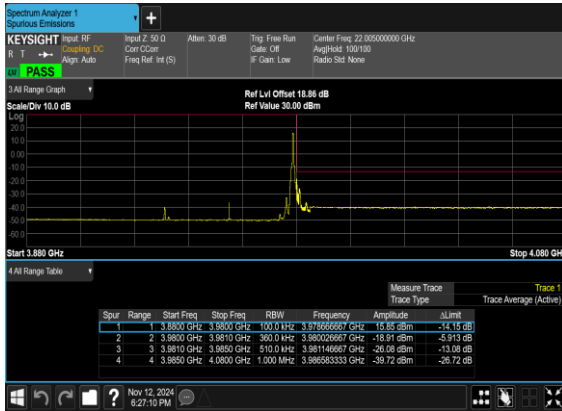 Spectrum Analyzer 1
Spurious Emissions
+
KEYSIGHT Input: RF Input Z: 50 Ω Atten: 30 dB Trig: Free Run Center Freq: 22.005000000 GHz
R T Coupling: DC Corr CCorr Gate: Off Avg|Hold: 100/100
Align: Auto Freq Ref: Int (S) IF Gain: Low Radio Std: None
PASS
3 All Range Graph
Ref Lvl Offset 18.86 dB
Scale/Div 10.0 dB Ref Value 30.00 dBm
Log
20.0
10.0
0.00
-10.0
-20.0
-30.0
-40.0
-50.0
-60.0
Start 3.880 GHz Stop 4.080 GH
4 All Range Table
Measure Trace Trace 1
Trace Type Trace Average (Active)
Spur Range Start Freq Stop Freq RBW Frequency Amplitude ΔLimit
1 1 3.8800 GHz 3.9800 GHz 100.0 kHz 3.978666667 GHz 15.85 dBm -14.15 dB
2 2 3.9800 GHz 3.9810 GHz 360.0 kHz 3.980026667 GHz -18.91 dBm -5.913 dB
3 3 3.9810 GHz 3.9850 GHz 510.0 kHz 3.981146667 GHz -26.08 dBm -13.08 dB
4 4 3.9850 GHz 4.0800 GHz 1.000 MHz 3.986583333 GHz -39.72 dBm -26.72 dB
? Nov 12, 2024
6:27:10 PM